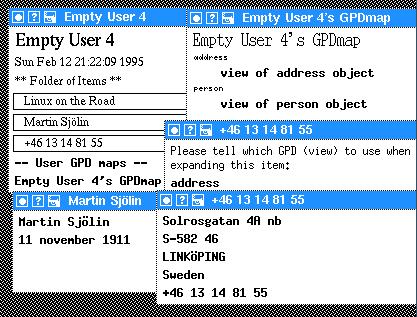 Empty User 4
Empty User 4
Sun Feb 12 21:22:09 1995
** Folder of Items **
Linux on the Road
Martin Sjölin
+46 13 14 81 55
-- User GPD maps --
Empty User 4's GPDmap
Empty User 4's GPDmap
Empty User 4's GPDmap
address
view of address object
person
view of person object
+46 13 14 81 55
Please tell which GPD (view) to use when
expanding this item:
address
Martin Sjölin
Martin Sjölin
11 november 1911
+46 13 14 81 55
Solrosgatan 4A nb
S-582 46
LINKöPING
Sweden
+46 13 14 81 55